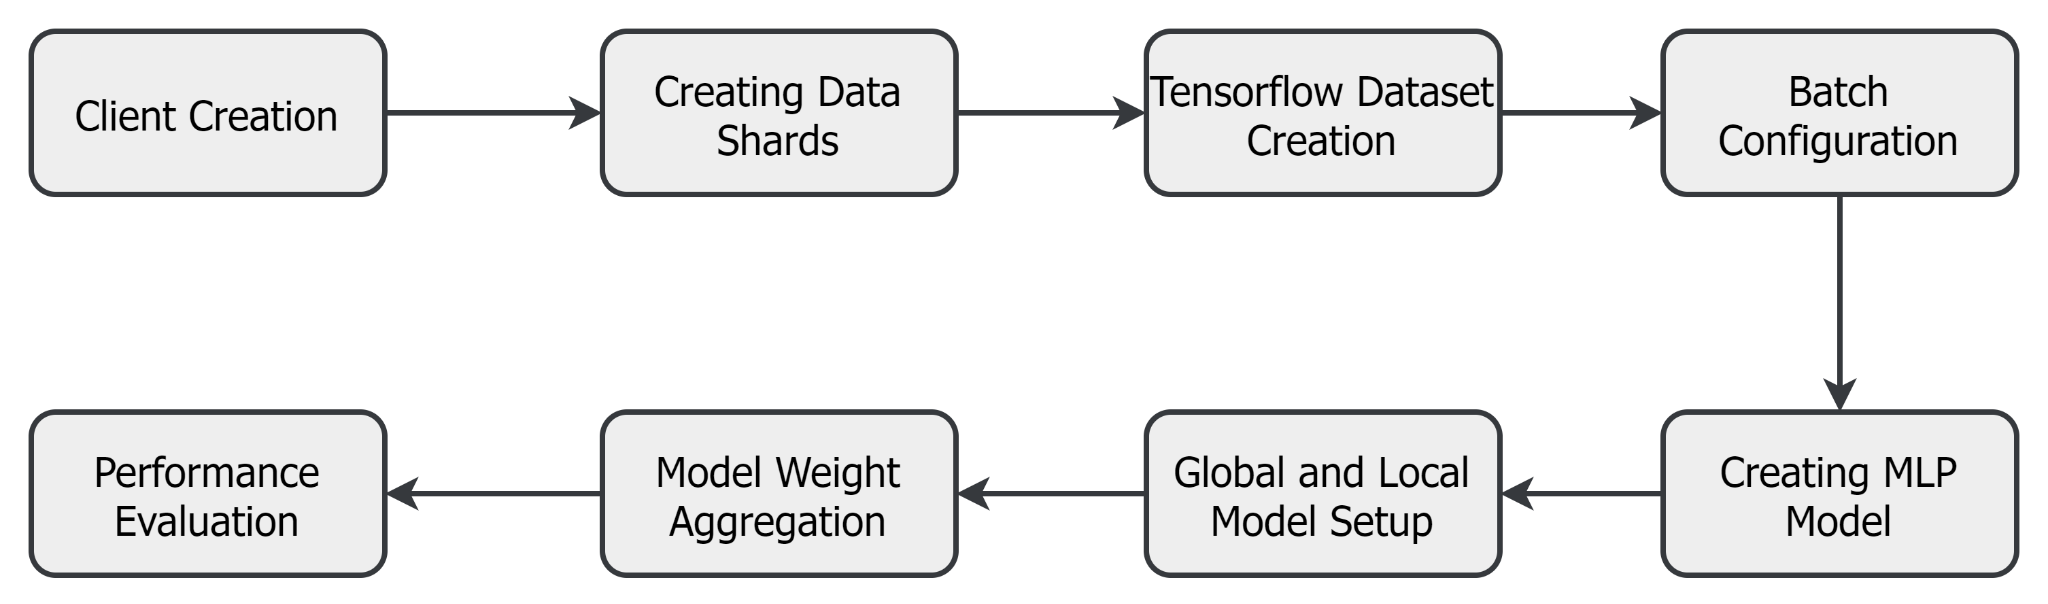 Client Creation
Creating Data
Shards
Tensorflow Dataset
Creation
Batch
Configuration
Creating MLP
Model
Global and Local
Model Setup
Model Weight
Aggregation
Performance
Evaluation